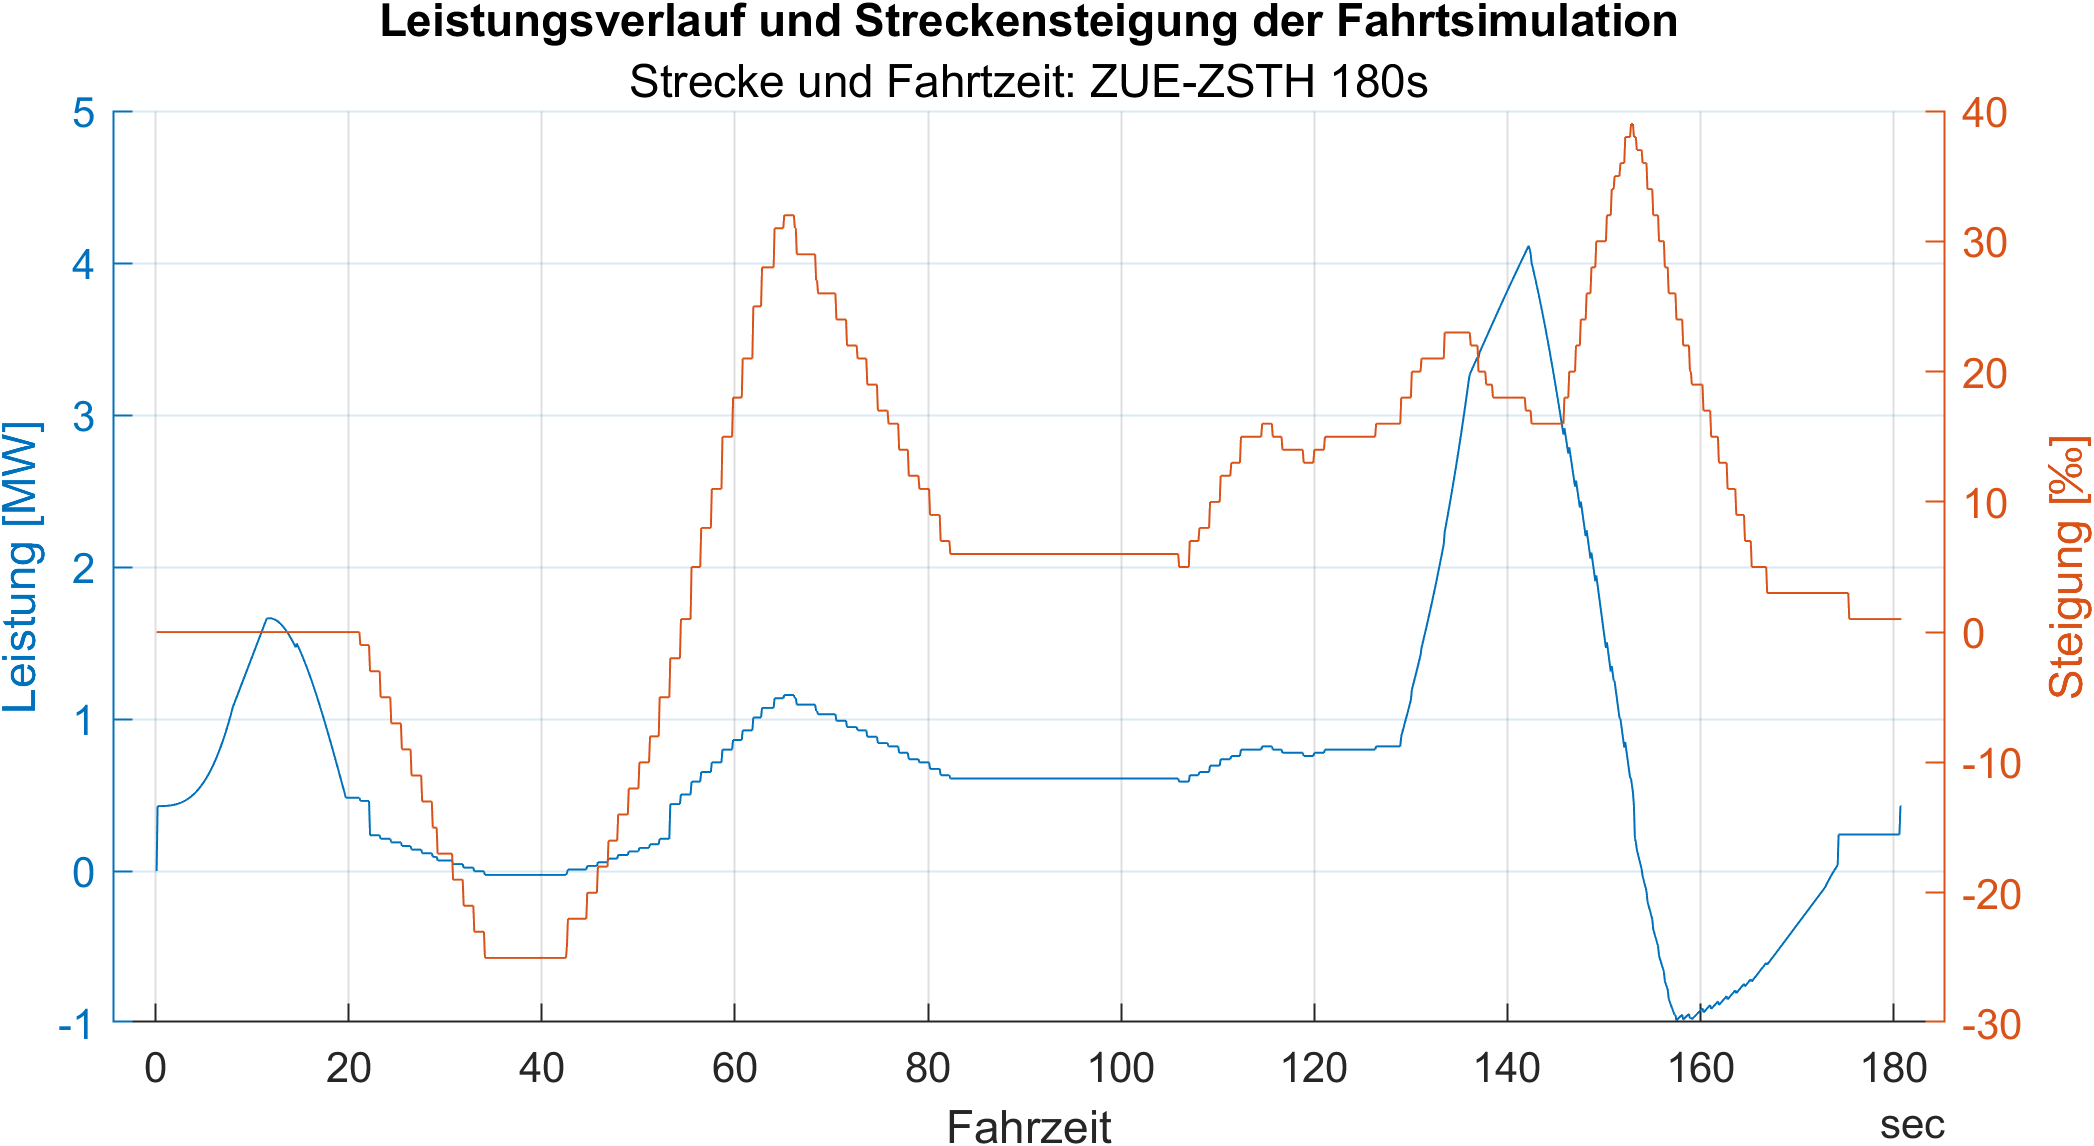 Leistungsverlauf und Streckensteigung der Fahrtsimulation
Strecke und Fahrtzeit: ZUE-ZSTH 180s
Leistung [MW]
5
4
3
2
1
0
-1
40
30
20
10
0
-10
-20
-30
Steigung [‰]
0 20 40 60 80 100 120 140 160 180
Fahrzeit
sec